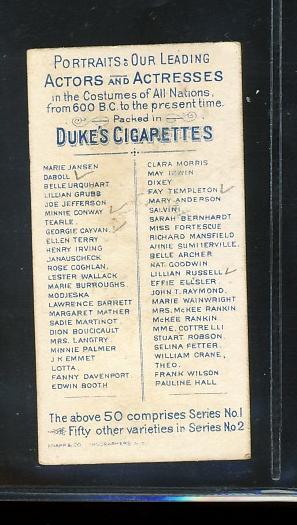 PORTRAITS OF OUR LEADING
ACTORS AND ACTRESSES
in the Costumes of All Nations,
from 600 B.C. to the present time.
Packed in
DUKE'S CIGARETTES
MARIE JANSEN
DABOLL
BELLE URQUHART
LILLIAN GRUBB
JOE JEFFERSON
MINNIE CONWAY
TEARLE.
GEORGIE CAYVAN.
ELLEN TERRY
HENRY IRVING
JANAUSCHECK
ROSE COGHLAN.
LESTER WALLACK
MARIE BURROUGHS.
MODJESKA
LAWRENCE BARRETT
MARGARET MATHER
SADIE MARTINOT
DION BOUCICAULT
MRS. LANGTRY
MINNIE PALMER
J K EMMET
LOTTA.
FANNY DAVENPORT
EDWIN BOOTH
CLARA MORRIS
MAY IRWIN
DIXEY
FAY TEMPLETON
MARY ANDERSON
SALVINI
SARAH BERNHARDT
MISS FORTESCUE
RICHARD MANSFIELD
ANNIE SUMMERVILLE.
BELLE ARCHER
NAT. GOODWIN
LILLIAN RUSSELL
EFFIE ELLSLER.
JOHN T. RAYMOND.
MARIE WAINWRIGHT
MRS. McKEE RANKIN
McKEE RANKIN
MME. COTTRELLI
STUART ROBSON.
SELINA FETTER.
WILLIAM CRANE,
THEO.
FRANK WILSON
PAULINE HALL
The above 50 comprises Series No.1
Fifty other varieties in Series No 2
KNAPP & CO.